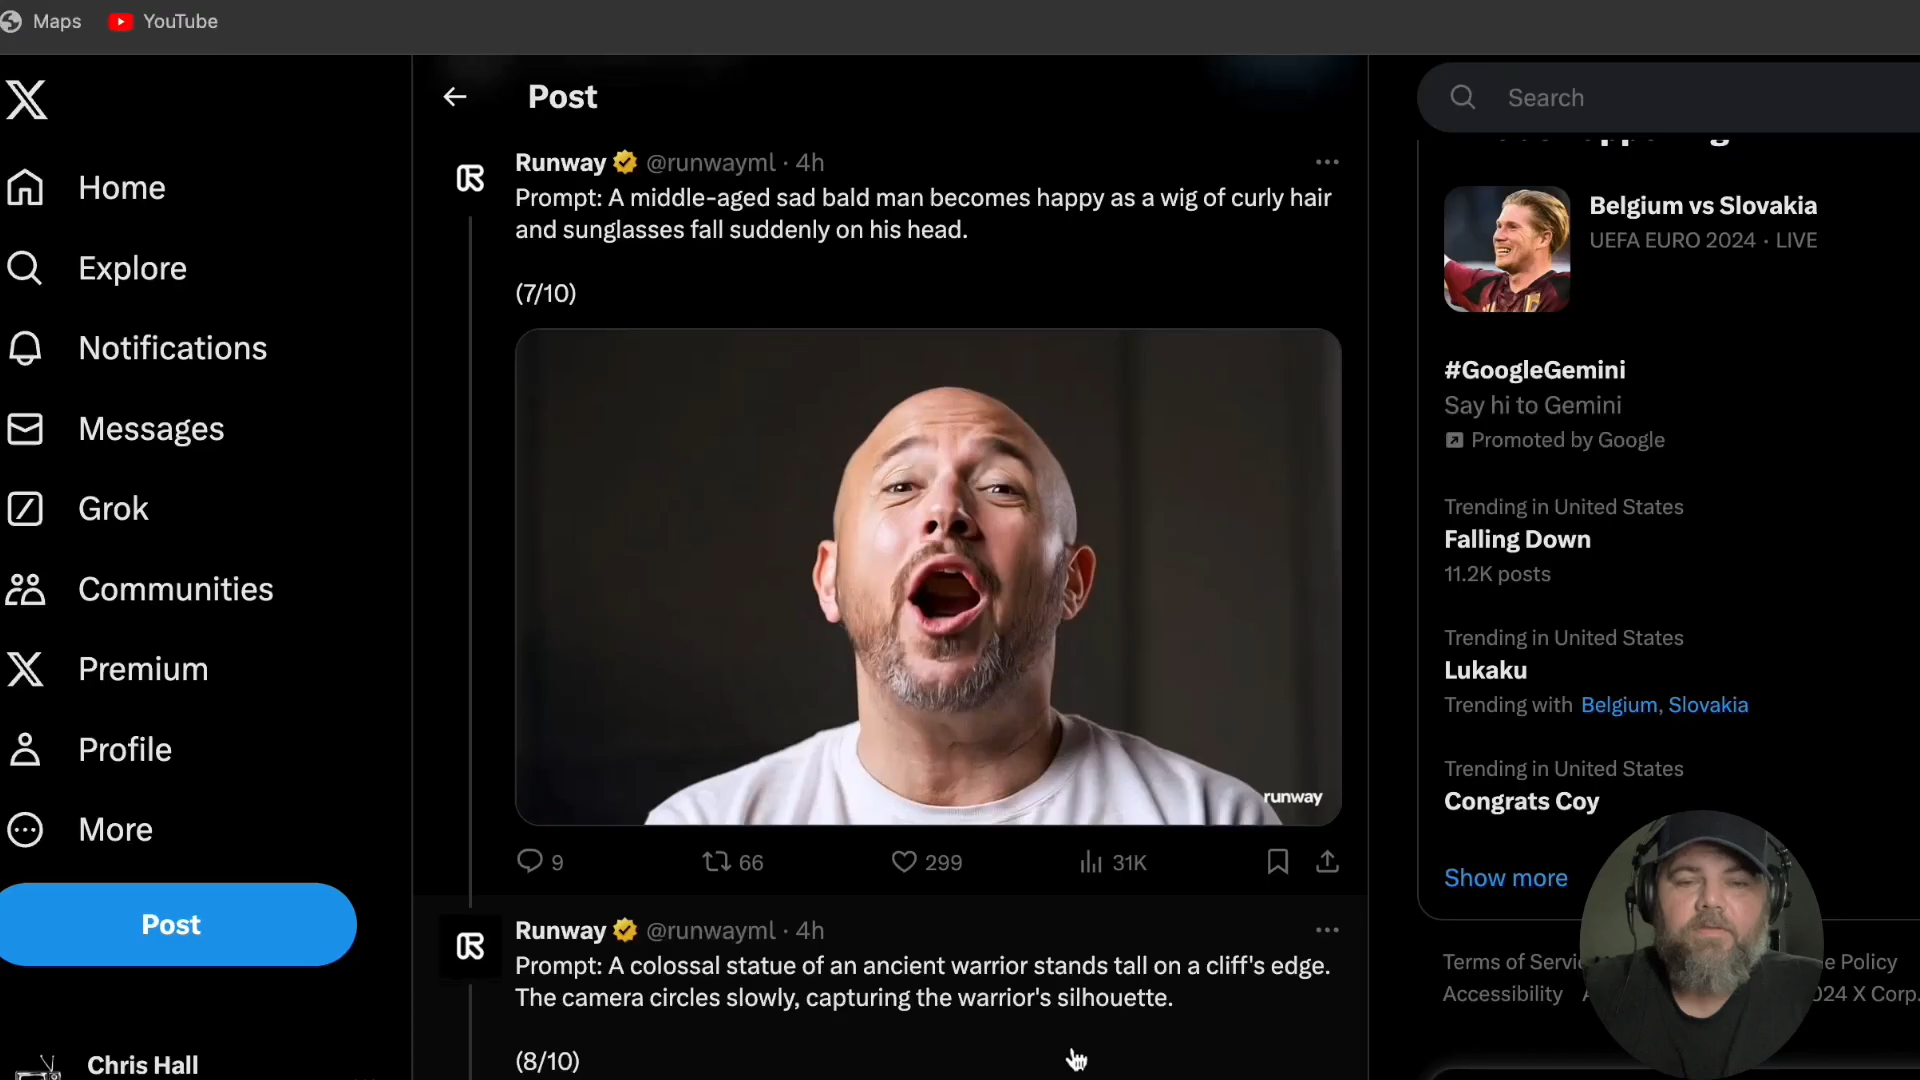 Maps
YouTube
Post
Search
Home
Explore
Notifications
Messages
Grok
Communities
Premium
Profile
More
Post
Chris Hall
Runway @runwayml · 4h
Prompt: A middle-aged sad bald man becomes happy as a wig of curly hair
and sunglasses fall suddenly on his head.
(7/10)
runway
9
66
299
31K
Runway @runwayml · 4h
Prompt: A colossal statue of an ancient warrior stands tall on a cliff's edge.
The camera circles slowly, capturing the warrior's silhouette.
(8/10)
Belgium vs Slovakia
UEFA EURO 2024 · LIVE
#GoogleGemini
Say hi to Gemini
Promoted by Google
Trending in United States
Falling Down
11.2K posts
Trending in United States
Lukaku
Trending with Belgium, Slovakia
Trending in United States
Congrats Coy
Show more
Terms of Policy
Accessibility X Corp.